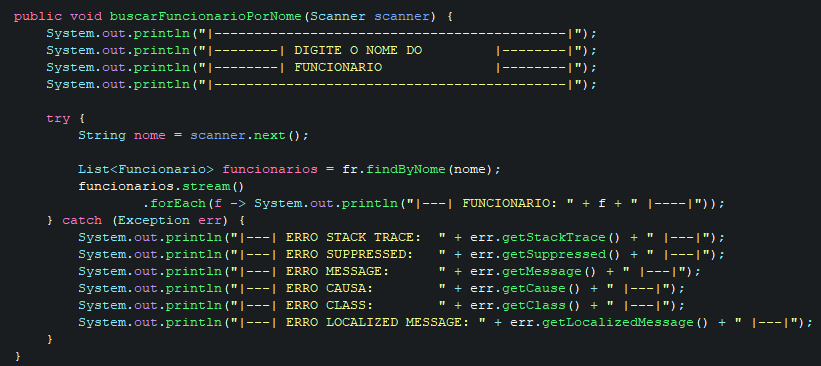 public void buscarFuncionarioPorNome(Scanner scanner) {
    System.out.println("|--------------------------------------------|");
    System.out.println("|--------| DIGITE O NOME DO         |--------|");
    System.out.println("|--------| FUNCIONARIO              |--------|");
    System.out.println("|--------------------------------------------|");

    try {
        String nome = scanner.next();

        List<Funcionario> funcionarios = fr.findByNome(nome);
        funcionarios.stream()
                .forEach(f -> System.out.println("|---| FUNCIONARIO: " + f + " |----|"));
    } catch (Exception err) {
        System.out.println("|---| ERRO STACK TRACE:  " + err.getStackTrace() + " |---|");
        System.out.println("|---| ERRO SUPPRESSED:   " + err.getSuppressed() + " |---|");
        System.out.println("|---| ERRO MESSAGE:      " + err.getMessage() + " |---|");
        System.out.println("|---| ERRO CAUSA:        " + err.getCause() + " |---|");
        System.out.println("|---| ERRO CLASS:        " + err.getClass() + " |---|");
        System.out.println("|---| ERRO LOCALIZED MESSAGE: " + err.getLocalizedMessage() + " |---|");
    }
}